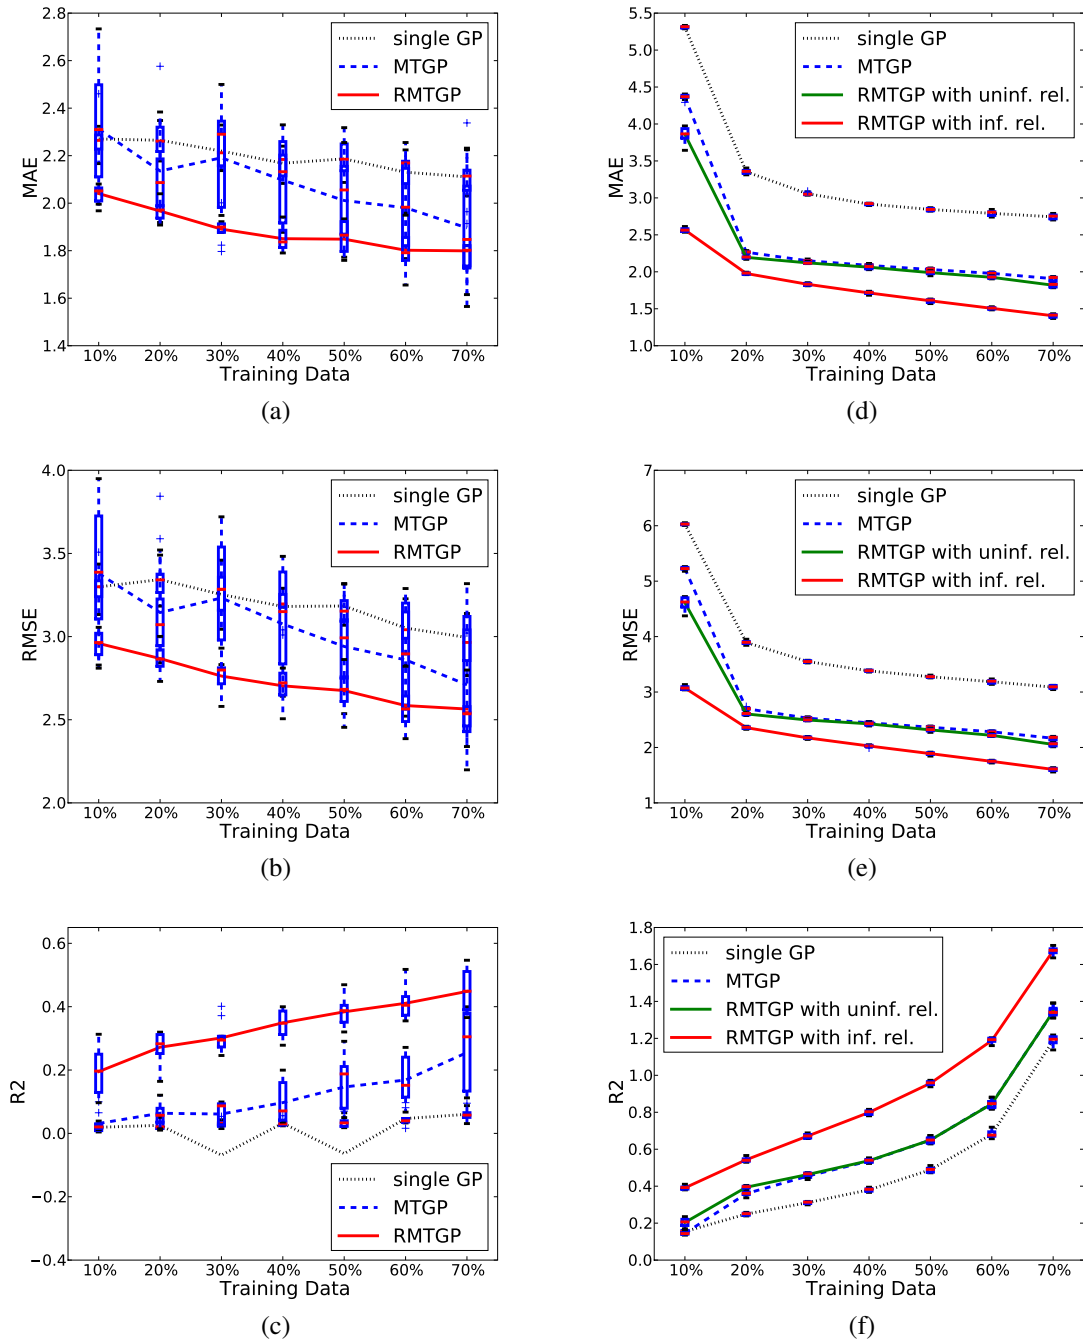 2.8
2.6
2.4
2.2
2.0
1.8
1.6
1.4
MAE
single GP
MTGP
RMTGP
10% 20% 30% 40% 50% 60% 70%
Training Data
(a)
5.5
5.0
4.5
4.0
3.5
3.0
2.5
2.0
1.5
1.0
MAE
single GP
MTGP
RMTGP with uninf. rel.
RMTGP with inf. rel.
10% 20% 30% 40% 50% 60% 70%
Training Data
(d)
4.0
3.5
3.0
2.5
2.0
RMSE
single GP
MTGP
RMTGP
10% 20% 30% 40% 50% 60% 70%
Training Data
(b)
7
6
5
4
3
2
1
RMSE
single GP
MTGP
RMTGP with uninf. rel.
RMTGP with inf. rel.
10% 20% 30% 40% 50% 60% 70%
Training Data
(e)
0.6
0.4
0.2
0.0
−0.2
−0.4
R2
single GP
MTGP
RMTGP
10% 20% 30% 40% 50% 60% 70%
Training Data
(c)
1.8
1.6
1.4
1.2
1.0
0.8
0.6
0.4
0.2
0.0
R2
single GP
MTGP
RMTGP with uninf. rel.
RMTGP with inf. rel.
10% 20% 30% 40% 50% 60% 70%
Training Data
(f)